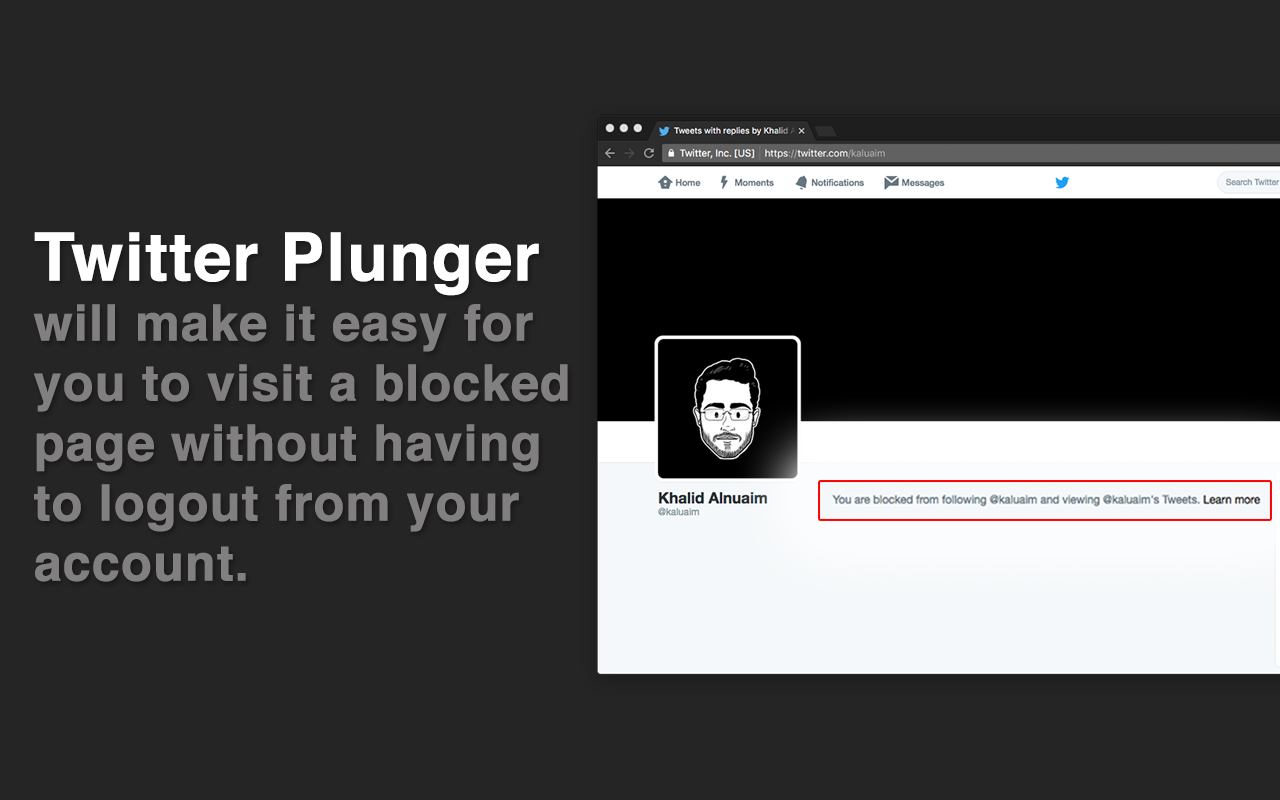 Twitter Plunger
will make it easy for
you to visit a blocked
page without having
to logout from your
account.
Tweets with replies by Khalid
Twitter, Inc. [US] https://twitter.com/kaluaim
Home Moments Notifications Messages Search Twitter
Khalid Alnuaim
@kaluaim
You are blocked from following @kaluaim and viewing @kaluaim's Tweets. Learn more